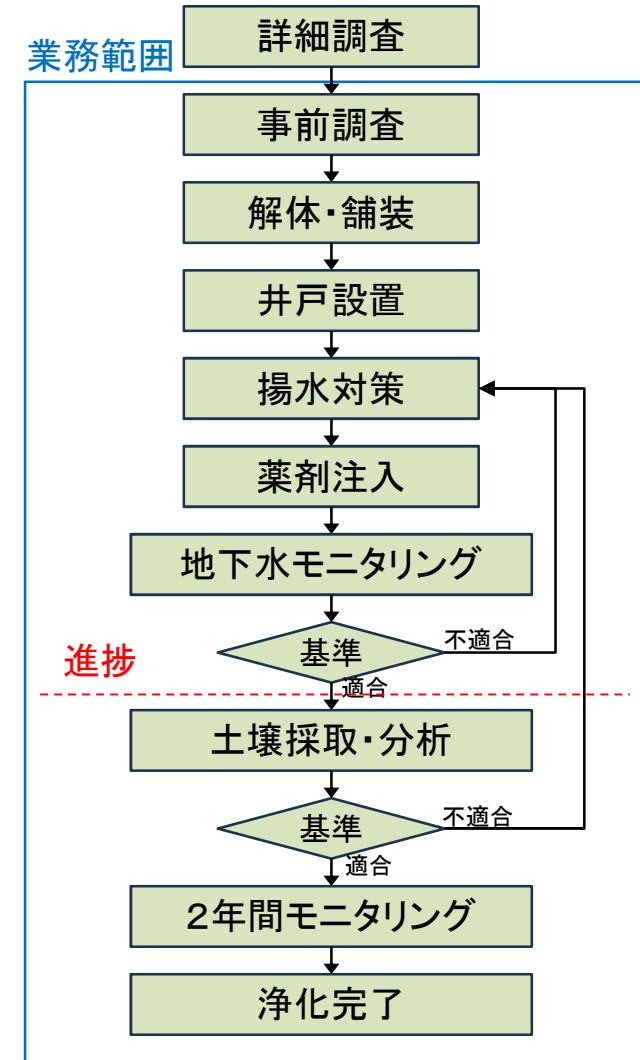 詳細調査
業務範囲
事前調査
解体・舗装
井戸設置
揚水対策
薬剤注入
地下水モニタリング
基準
不適合
進捗
適合
土壌採取・分析
基準
不適合
適合
２年間モニタリング
浄化完了